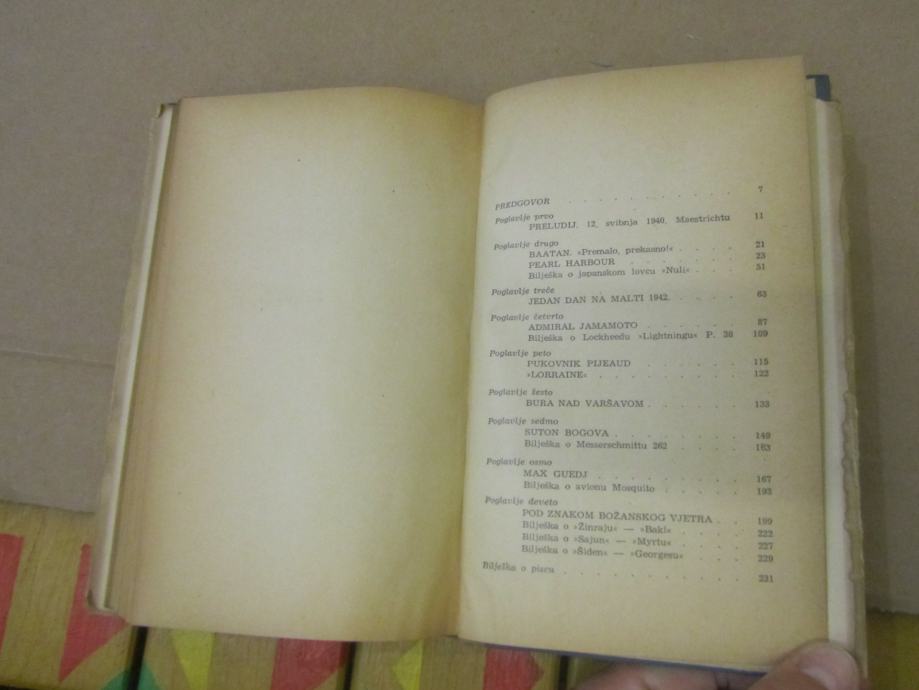 PREDGOVOR . . . . . . . . . 7
Poglavlje prvo
PRELUDIJ. 12. svibnja 1940. Maestrichtu 11
Poglavlje drugo
BAATAN. »Premalo, prekasno!« . . . . 21
PEARL HARBOUR . . . . . . . 23
Bilješka o japanskom lovcu »Nuli« . . . 51
Poglavlje treće
JEDAN DAN NA MALTI 1942. . . . . 63
Poglavlje četvrto
ADMIRAL JAMAMOTO . . . . . . 87
Bilješka o Lockheedu »Lightningu« P. 38 109
Poglavlje peto
PUKOVNIK PIJEAUD . . . . . . 115
»LORRAINE« . . . . . . . . 122
Poglavlje šesto
BURA NAD VARŠAVOM . . . . . . 133
Poglavlje sedmo
SUTON BOGOVA . . . . . . . . 149
Bilješka o Messerschmittu 262 . . . . 163
Poglavlje osmo
MAX GUEDJ . . . . . . . . . 167
Bilješka o avionu Mosquito . . . . . 193
Poglavlje deveto
POD ZNAKOM BOŽANSKOG VJETRA . . 199
Bilješka o »Žinraju« — »Baki« . . . . 222
Bilješka o »Sajun« — »Myrtu« . . . . 227
Bilješka o »Šiden« — »Georgesu« . . . 229
Bilješka o piscu . . . . . . . . . 231